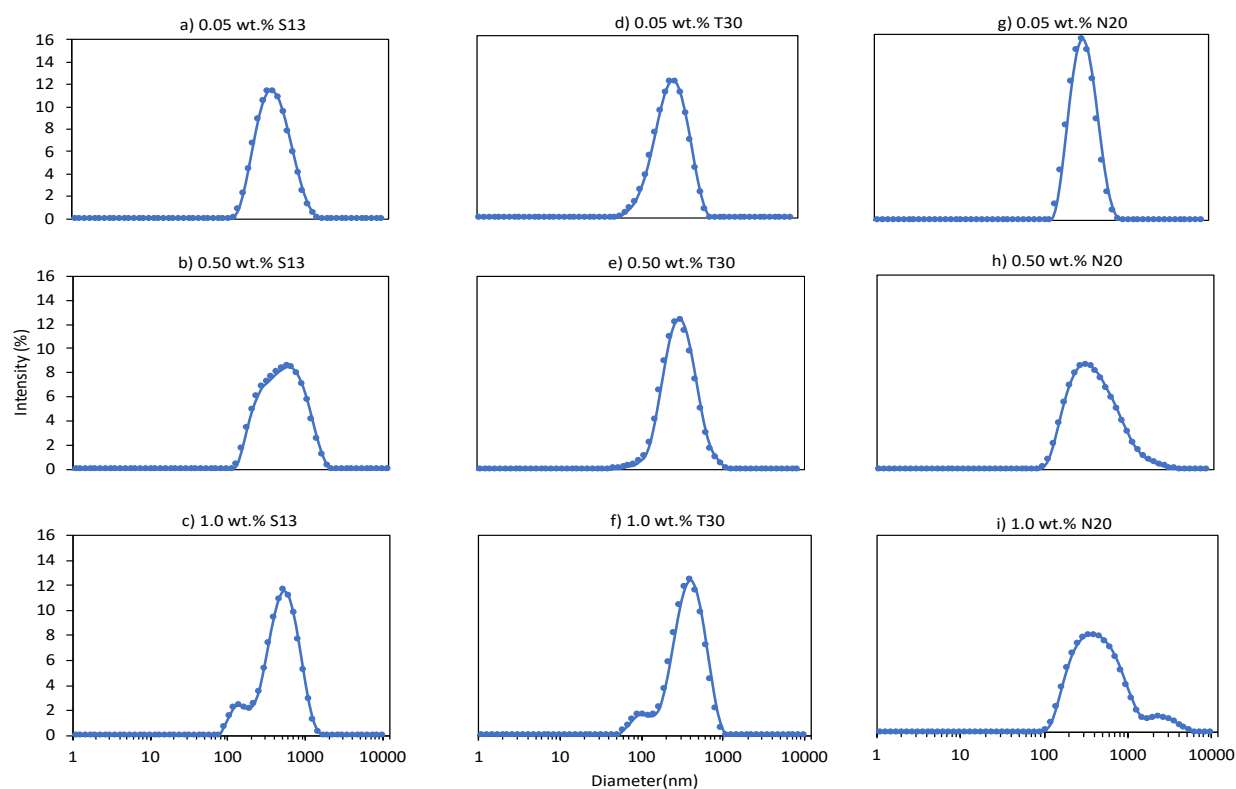 a) 0.05 wt.% S13
d) 0.05 wt.% T30
g) 0.05 wt.% N20
16
14
12
10
8
6
4
2
0
b) 0.50 wt.% S13
e) 0.50 wt.% T30
h) 0.50 wt.% N20
Intensity (%)
16
14
12
10
8
6
4
2
0
c) 1.0 wt.% S13
f) 1.0 wt.% T30
i) 1.0 wt.% N20
16
14
12
10
8
6
4
2
0
1 10 100 1000 10000
1 10 100 1000 10000
1 10 100 1000 10000
Diameter(nm)